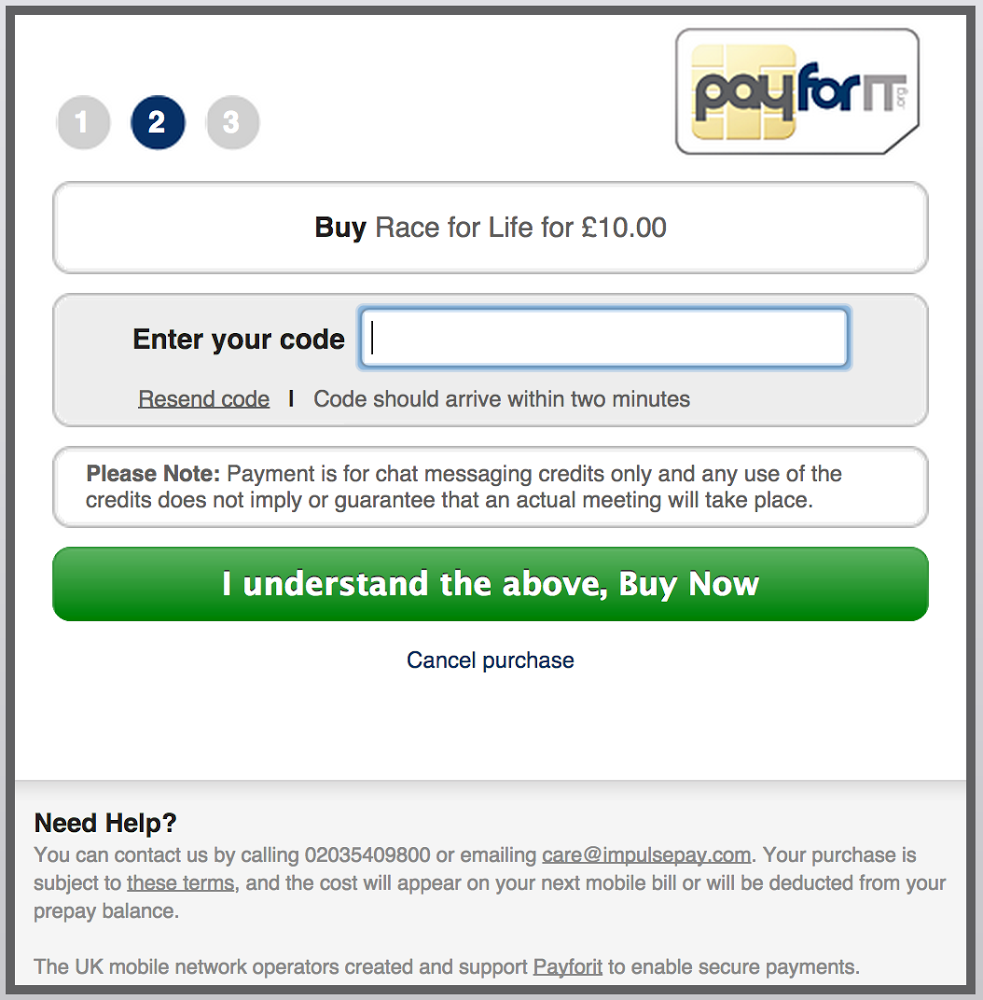 payforIT.org
1 2 3
Buy Race for Life for £10.00
Enter your code
Resend code | Code should arrive within two minutes
Please Note: Payment is for chat messaging credits only and any use of the
credits does not imply or guarantee that an actual meeting will take place.
I understand the above, Buy Now
Cancel purchase
Need Help?
You can contact us by calling 02035409800 or emailing care@impulsepay.com. Your purchase is
subject to these terms, and the cost will appear on your next mobile bill or will be deducted from your
prepay balance.
The UK mobile network operators created and support Payforit to enable secure payments.